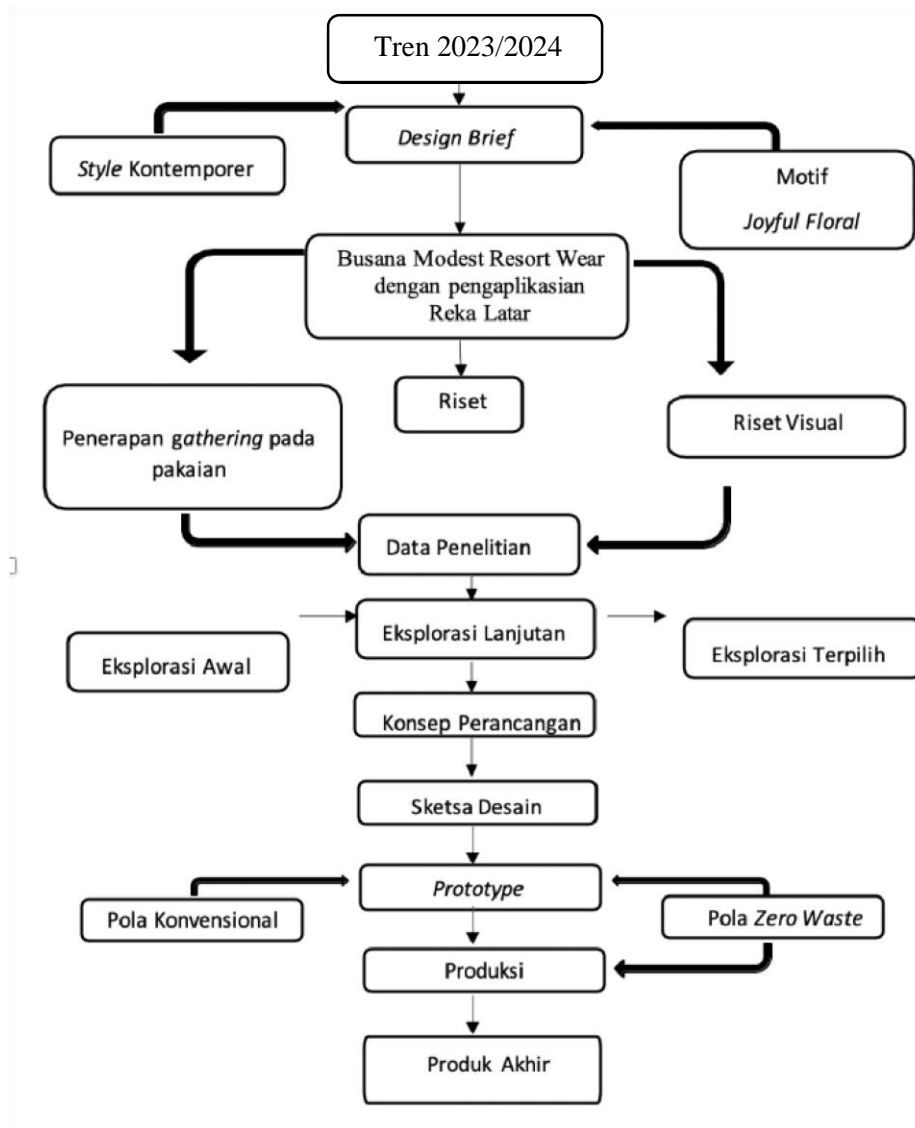 Tren 2023/2024
Design Brief
Style Kontemporer
Motif
Joyful Floral
Busana Modest Resort Wear
dengan pengaplikasian
Reka Latar
Riset
Penerapan gathering pada
pakaian
Riset Visual
Data Penelitian
Eksplorasi Lanjutan
Eksplorasi Awal
Eksplorasi Terpilih
Konsep Perancangan
Sketsa Desain
Prototype
Pola Konvensional
Pola Zero Waste
Produksi
Produk Akhir